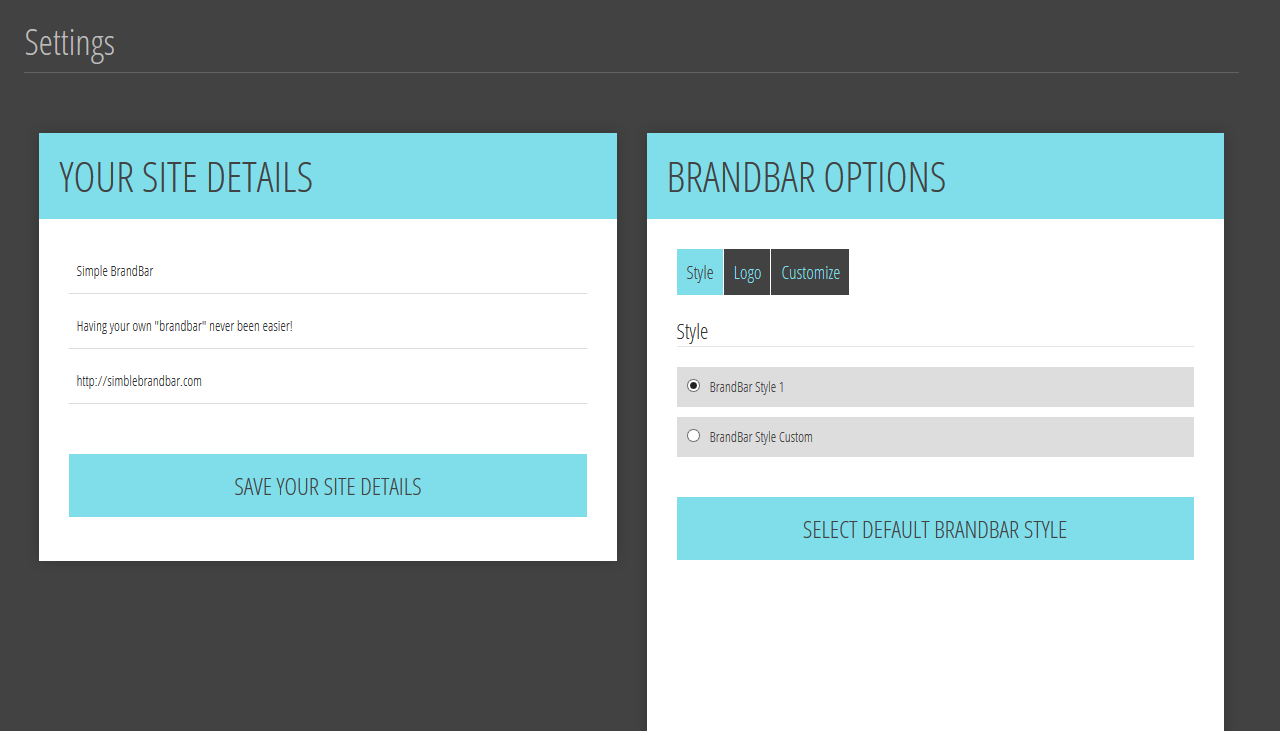 Settings
YOUR SITE DETAILS
Simple BrandBar
Having your own "brandbar" never been easier!
http://simblebrandbar.com
SAVE YOUR SITE DETAILS
BRANDBAR OPTIONS
Style Logo Customize
Style
BrandBar Style 1
BrandBar Style Custom
SELECT DEFAULT BRANDBAR STYLE